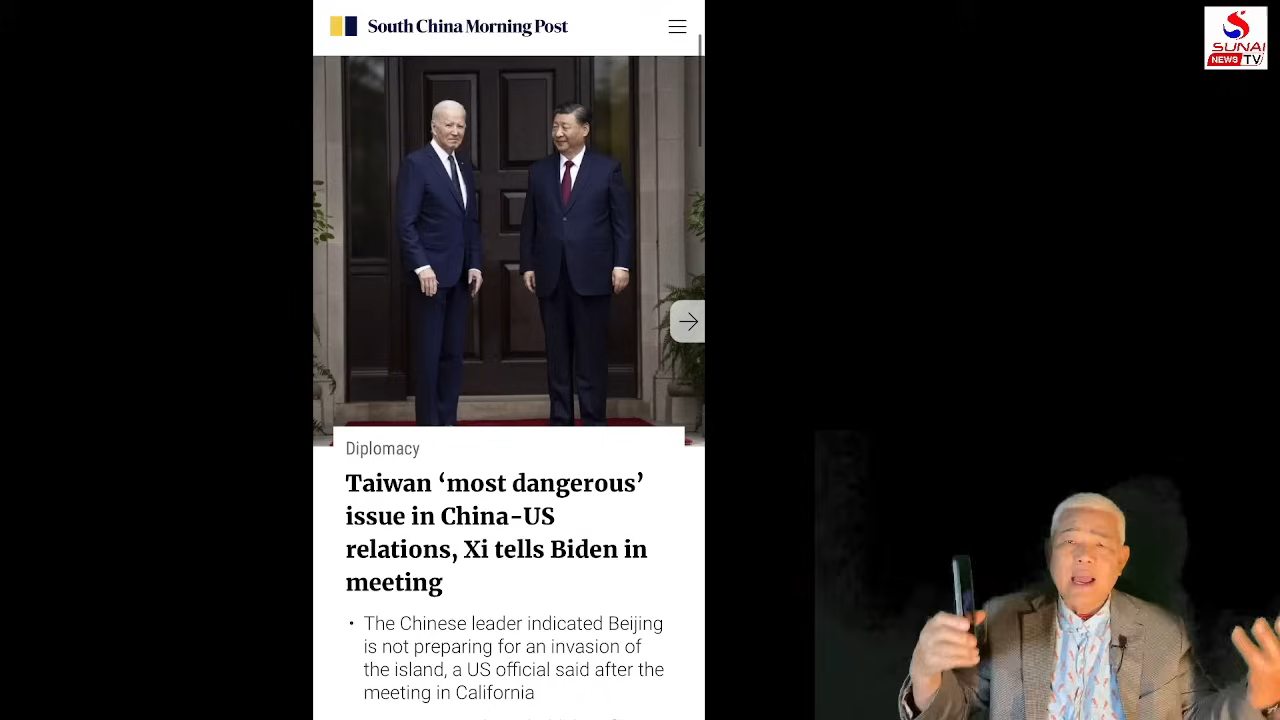 South China Morning Post
SUNAI
NEWS TV
Diplomacy
Taiwan ‘most dangerous’
issue in China-US
relations, Xi tells Biden in
meeting
• The Chinese leader indicated Beijing
is not preparing for an invasion of
the island, a US official said after the
meeting in California